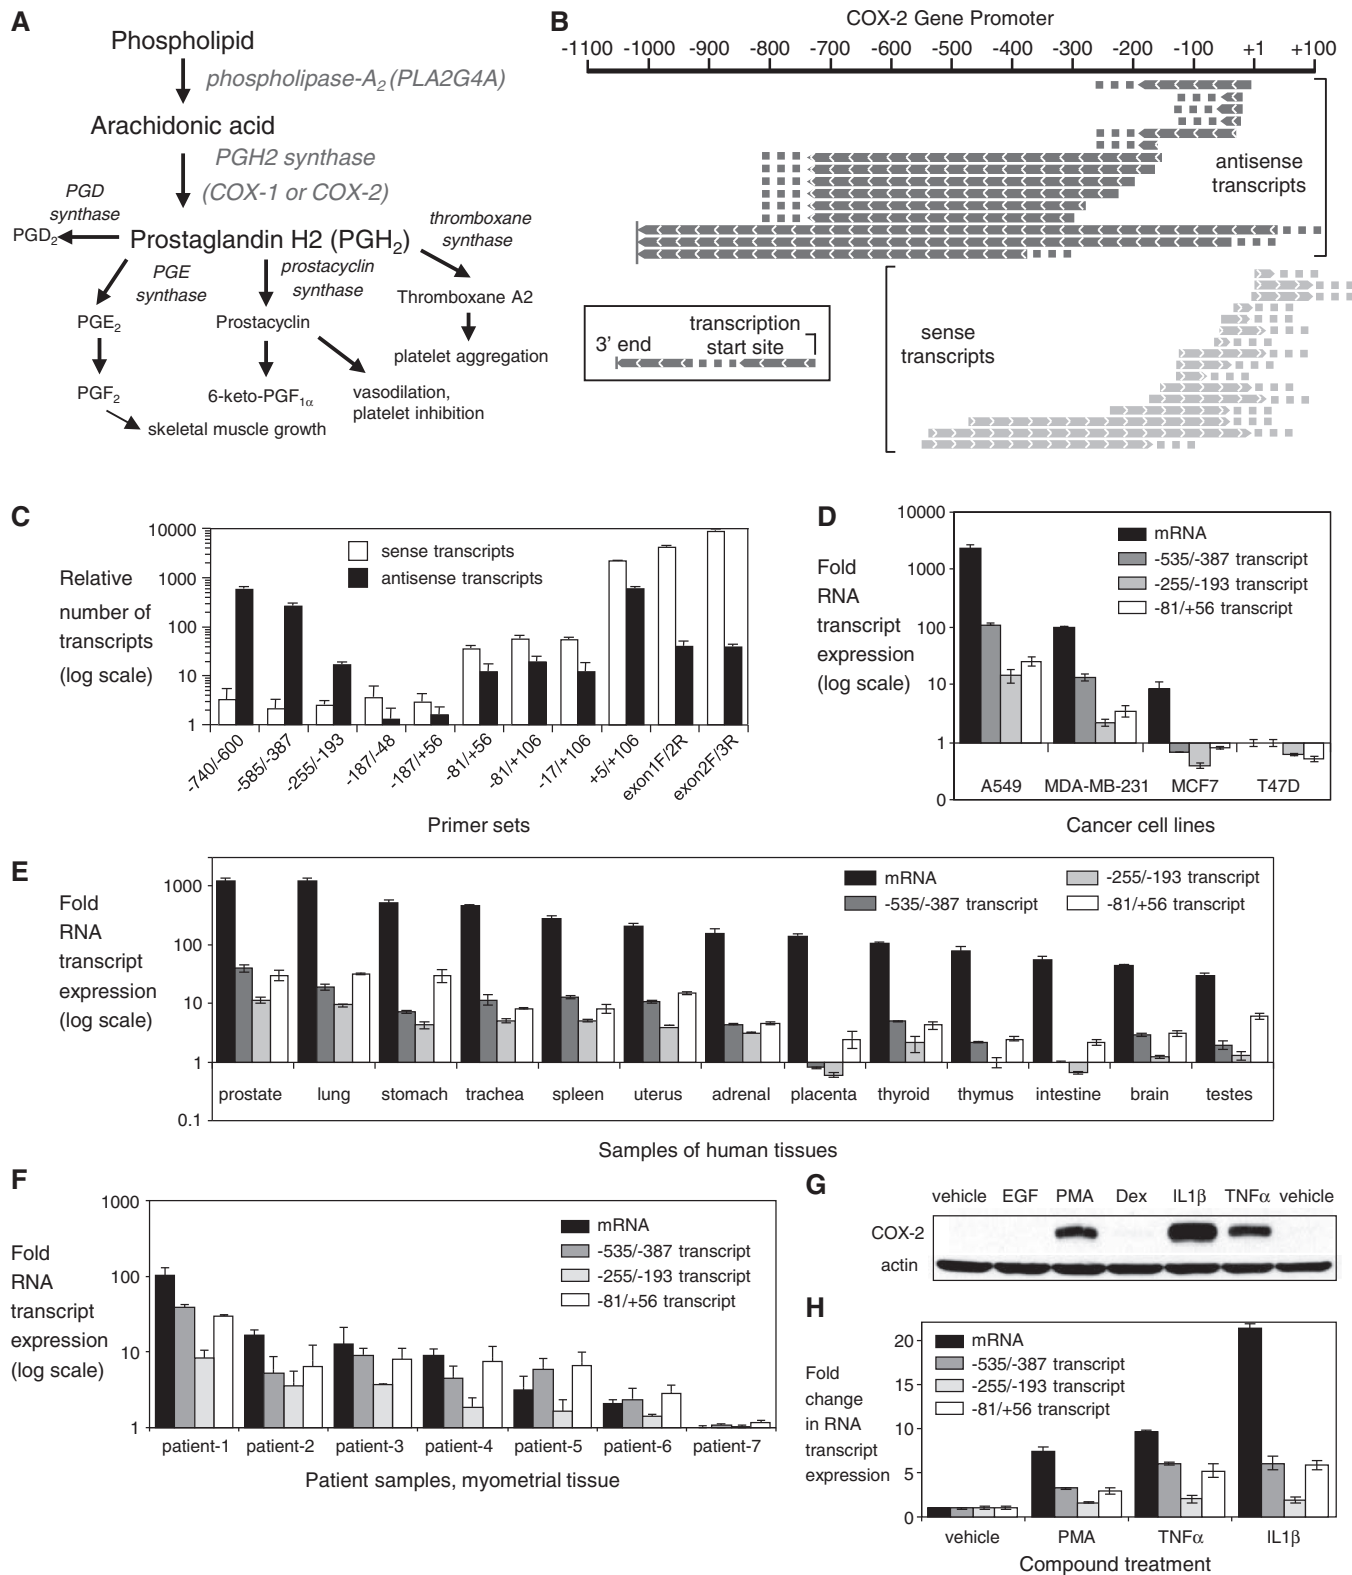 A
Phospholipid
phospholipase-A2 (PLA2G4A)
Arachidonic acid
PGH2 synthase
(COX-1 or COX-2)
PGD
synthase
PGD2
Prostaglandin H2 (PGH2)
thromboxane
synthase
PGE
synthase
prostacyclin
synthase
Thromboxane A2
PGE2
Prostacyclin
platelet aggregation
PGF2
6-keto-PGF1α
vasodilation,
platelet inhibition
skeletal muscle growth
B
COX-2 Gene Promoter
-1100 -1000 -900 -800 -700 -600 -500 -400 -300 -200 -100 +1 +100
antisense
transcripts
sense
transcripts
3' end
transcription
start site
C
Relative
number of
transcripts
(log scale)
10000
1000
100
10
1
sense transcripts
antisense transcripts
-740/-600
-585/-387
-255/-193
-187/-48
-187/+56
-81/+56
-81/+106
-17/+106
+5/+106
exon1F/2R
exon2F/3R
Primer sets
D
Fold
RNA
transcript
expression
(log scale)
10000
1000
100
10
1
0
mRNA
-535/-387 transcript
-255/-193 transcript
-81/+56 transcript
A549 MDA-MB-231 MCF7 T47D
Cancer cell lines
E
Fold
RNA
transcript
expression
(log scale)
1000
100
10
1
0.1
mRNA
-535/-387 transcript
-255/-193 transcript
-81/+56 transcript
prostate lung stomach trachea spleen uterus adrenal placenta thyroid thymus intestine brain testes
Samples of human tissues
F
Fold
RNA
transcript
expression
(log scale)
1000
100
10
1
mRNA
-535/-387 transcript
-255/-193 transcript
-81/+56 transcript
patient-1 patient-2 patient-3 patient-4 patient-5 patient-6 patient-7
Patient samples, myometrial tissue
G
vehicle EGF PMA Dex IL1β TNFα vehicle
COX-2
actin
H
Fold
change
in RNA
transcript
expression
20
15
10
5
0
mRNA
-535/-387 transcript
-255/-193 transcript
-81/+56 transcript
vehicle PMA TNFα IL1β
Compound treatment